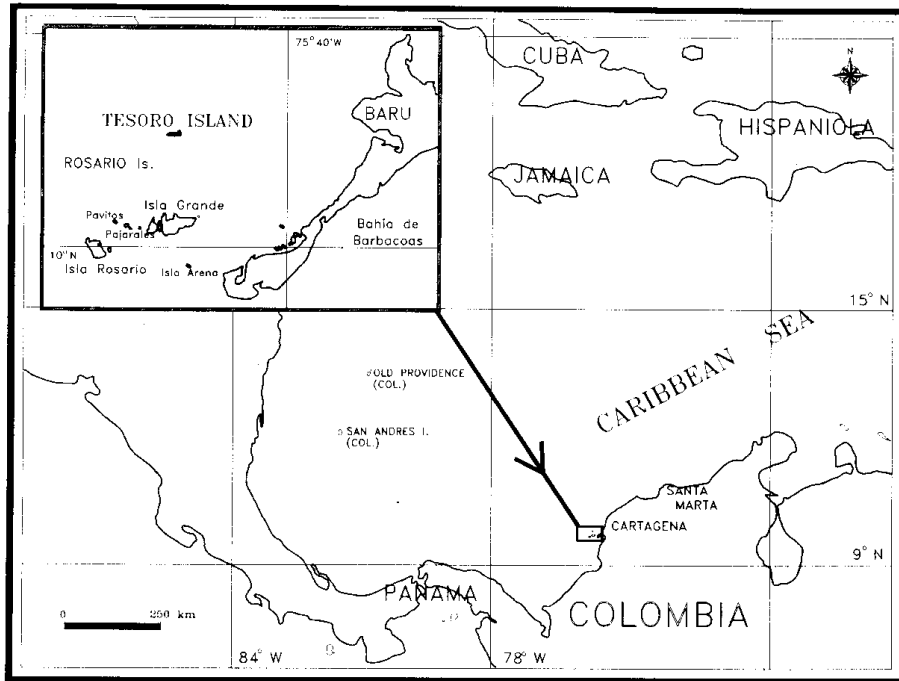 75° 40'W
CUBA
N
BARU
TESORO ISLAND
HISPANIOLA
ROSARIO Is.
JAMAICA
Isla Grande
Pavitos
Pajarales
Bahía de
Barbacoas
10°N
Isla Rosario
Isla Arena
15° N
CARIBBEAN SEA
OLD PROVIDENCE
(COL.)
SAN ANDRES I.
(COL.)
SANTA
MARTA
CARTAGENA
9° N
PANAMA
COLOMBIA
0 250 km
84° W
78° W